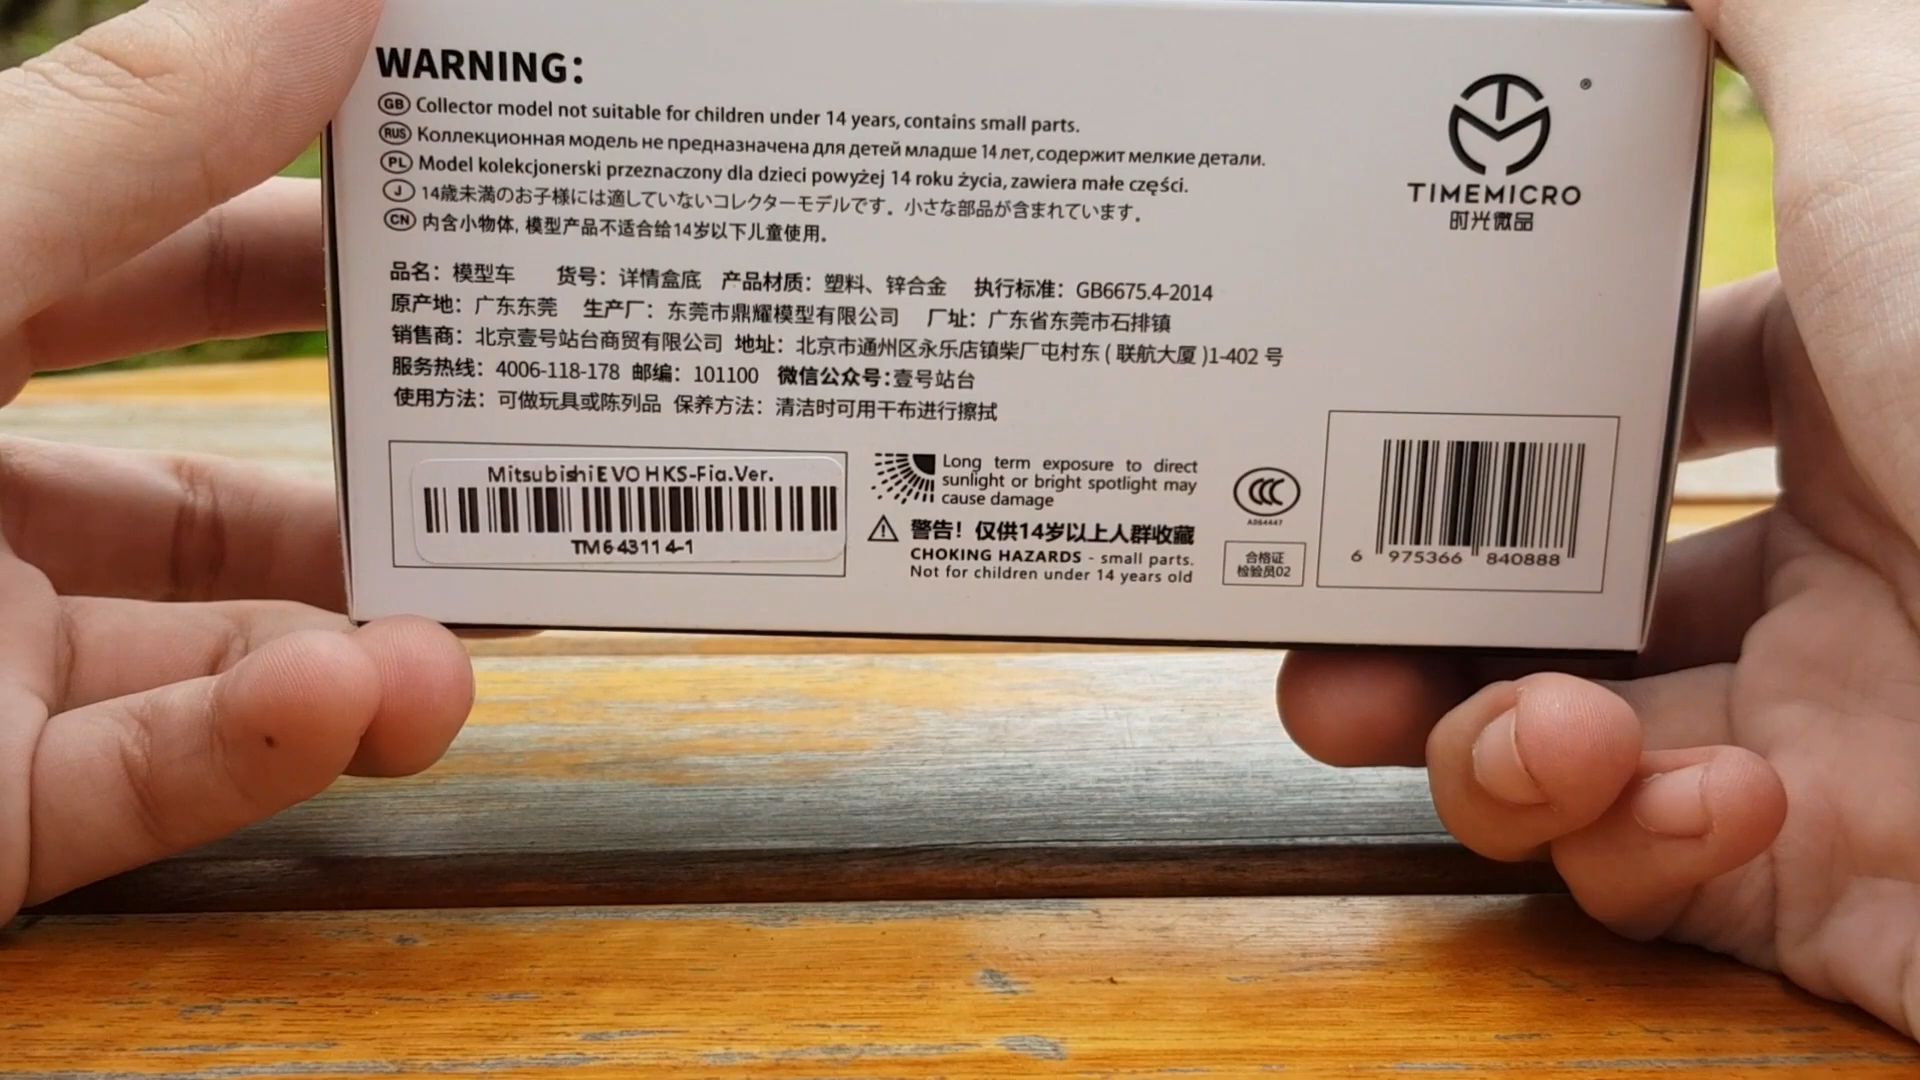 WARNING:
GB Collector model not suitable for children under 14 years, contains small parts.
RUS Коллекционная модель не предназначена для детей младше 14 лет, содержит мелкие детали.
PL Model kolekcjonerski przeznaczony dla dzieci powyżej 14 roku życia, zawiera małe części.
J 14歳未満のお子様には適していないコレクターモデルです。小さな部品が含まれています。
CN 内含小物体, 模型产品不适合给14岁以下儿童使用。
TIMEMICRO ®
时光微品
品名：模型车 货号：详情盒底 产品材质：塑料、锌合金 执行标准：GB6675.4-2014
原产地：广东东莞 生产厂：东莞市鼎耀模型有限公司 厂址：广东省东莞市石排镇
销售商：北京壹号站台商贸有限公司 地址：北京市通州区永乐店镇柴厂屯村东 ( 联航大厦 )1-402 号
服务热线：4006-118-178 邮编：101100 微信公众号:壹号站台
使用方法：可做玩具或陈列品 保养方法：清洁时可用干布进行擦拭
Mitsubishi EVO HKS-Fia.Ver.
TM643114-1
Long term exposure to direct
sunlight or bright spotlight may
cause damage
警告！仅供14岁以上人群收藏
CHOKING HAZARDS - small parts.
Not for children under 14 years old
CCC
A064447
合格证
检验员02
6 975366 840888